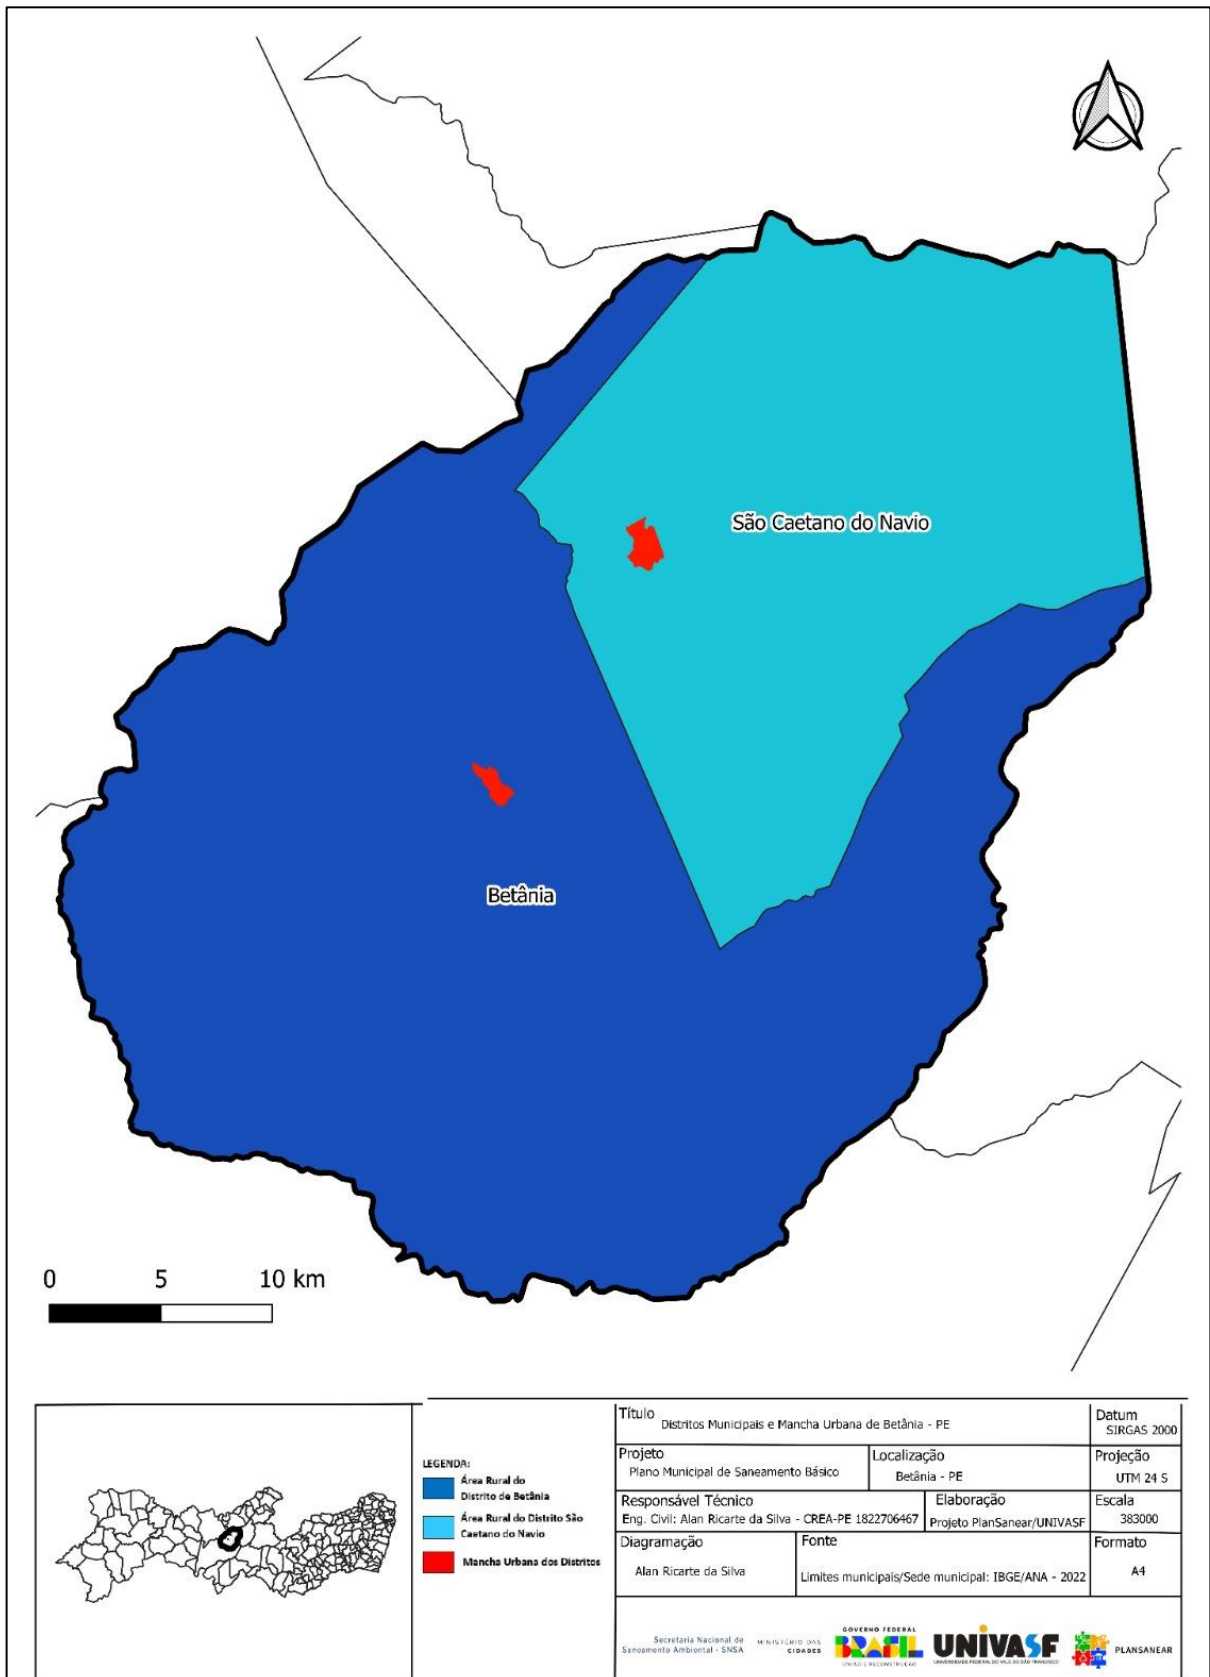 São Caetano do Navio
Betânia
0 5 10 km
LEGENDA:
Área Rural do
Distrito de Betânia
Área Rural do Distrito São
Caetano do Navio
Mancha Urbana dos Distritos
Título
Distritos Municipais e Mancha Urbana de Betânia - PE
Datum
SIRGAS 2000
Projeto
Plano Municipal de Saneamento Básico
Localização
Betânia - PE
Projeção
UTM 24 S
Responsável Técnico
Eng. Civil: Alan Ricarte da Silva - CREA-PE 1822706467
Elaboração
Projeto PlanSanear/UNIVASF
Escala
383000
Diagramação
Alan Ricarte da Silva
Fonte
Limites municipais/Sede municipal: IBGE/ANA - 2022
Formato
A4
Secretaria Nacional de
Saneamento Ambiental - SNSA
MINISTÉRIO DAS
CIDADES
GOVERNO FEDERAL
BRASIL
UNIÃO E RECONSTRUÇÃO
UNIVASF
UNIVERSIDADE FEDERAL DO VALE DO SÃO FRANCISCO
PLANSANEAR